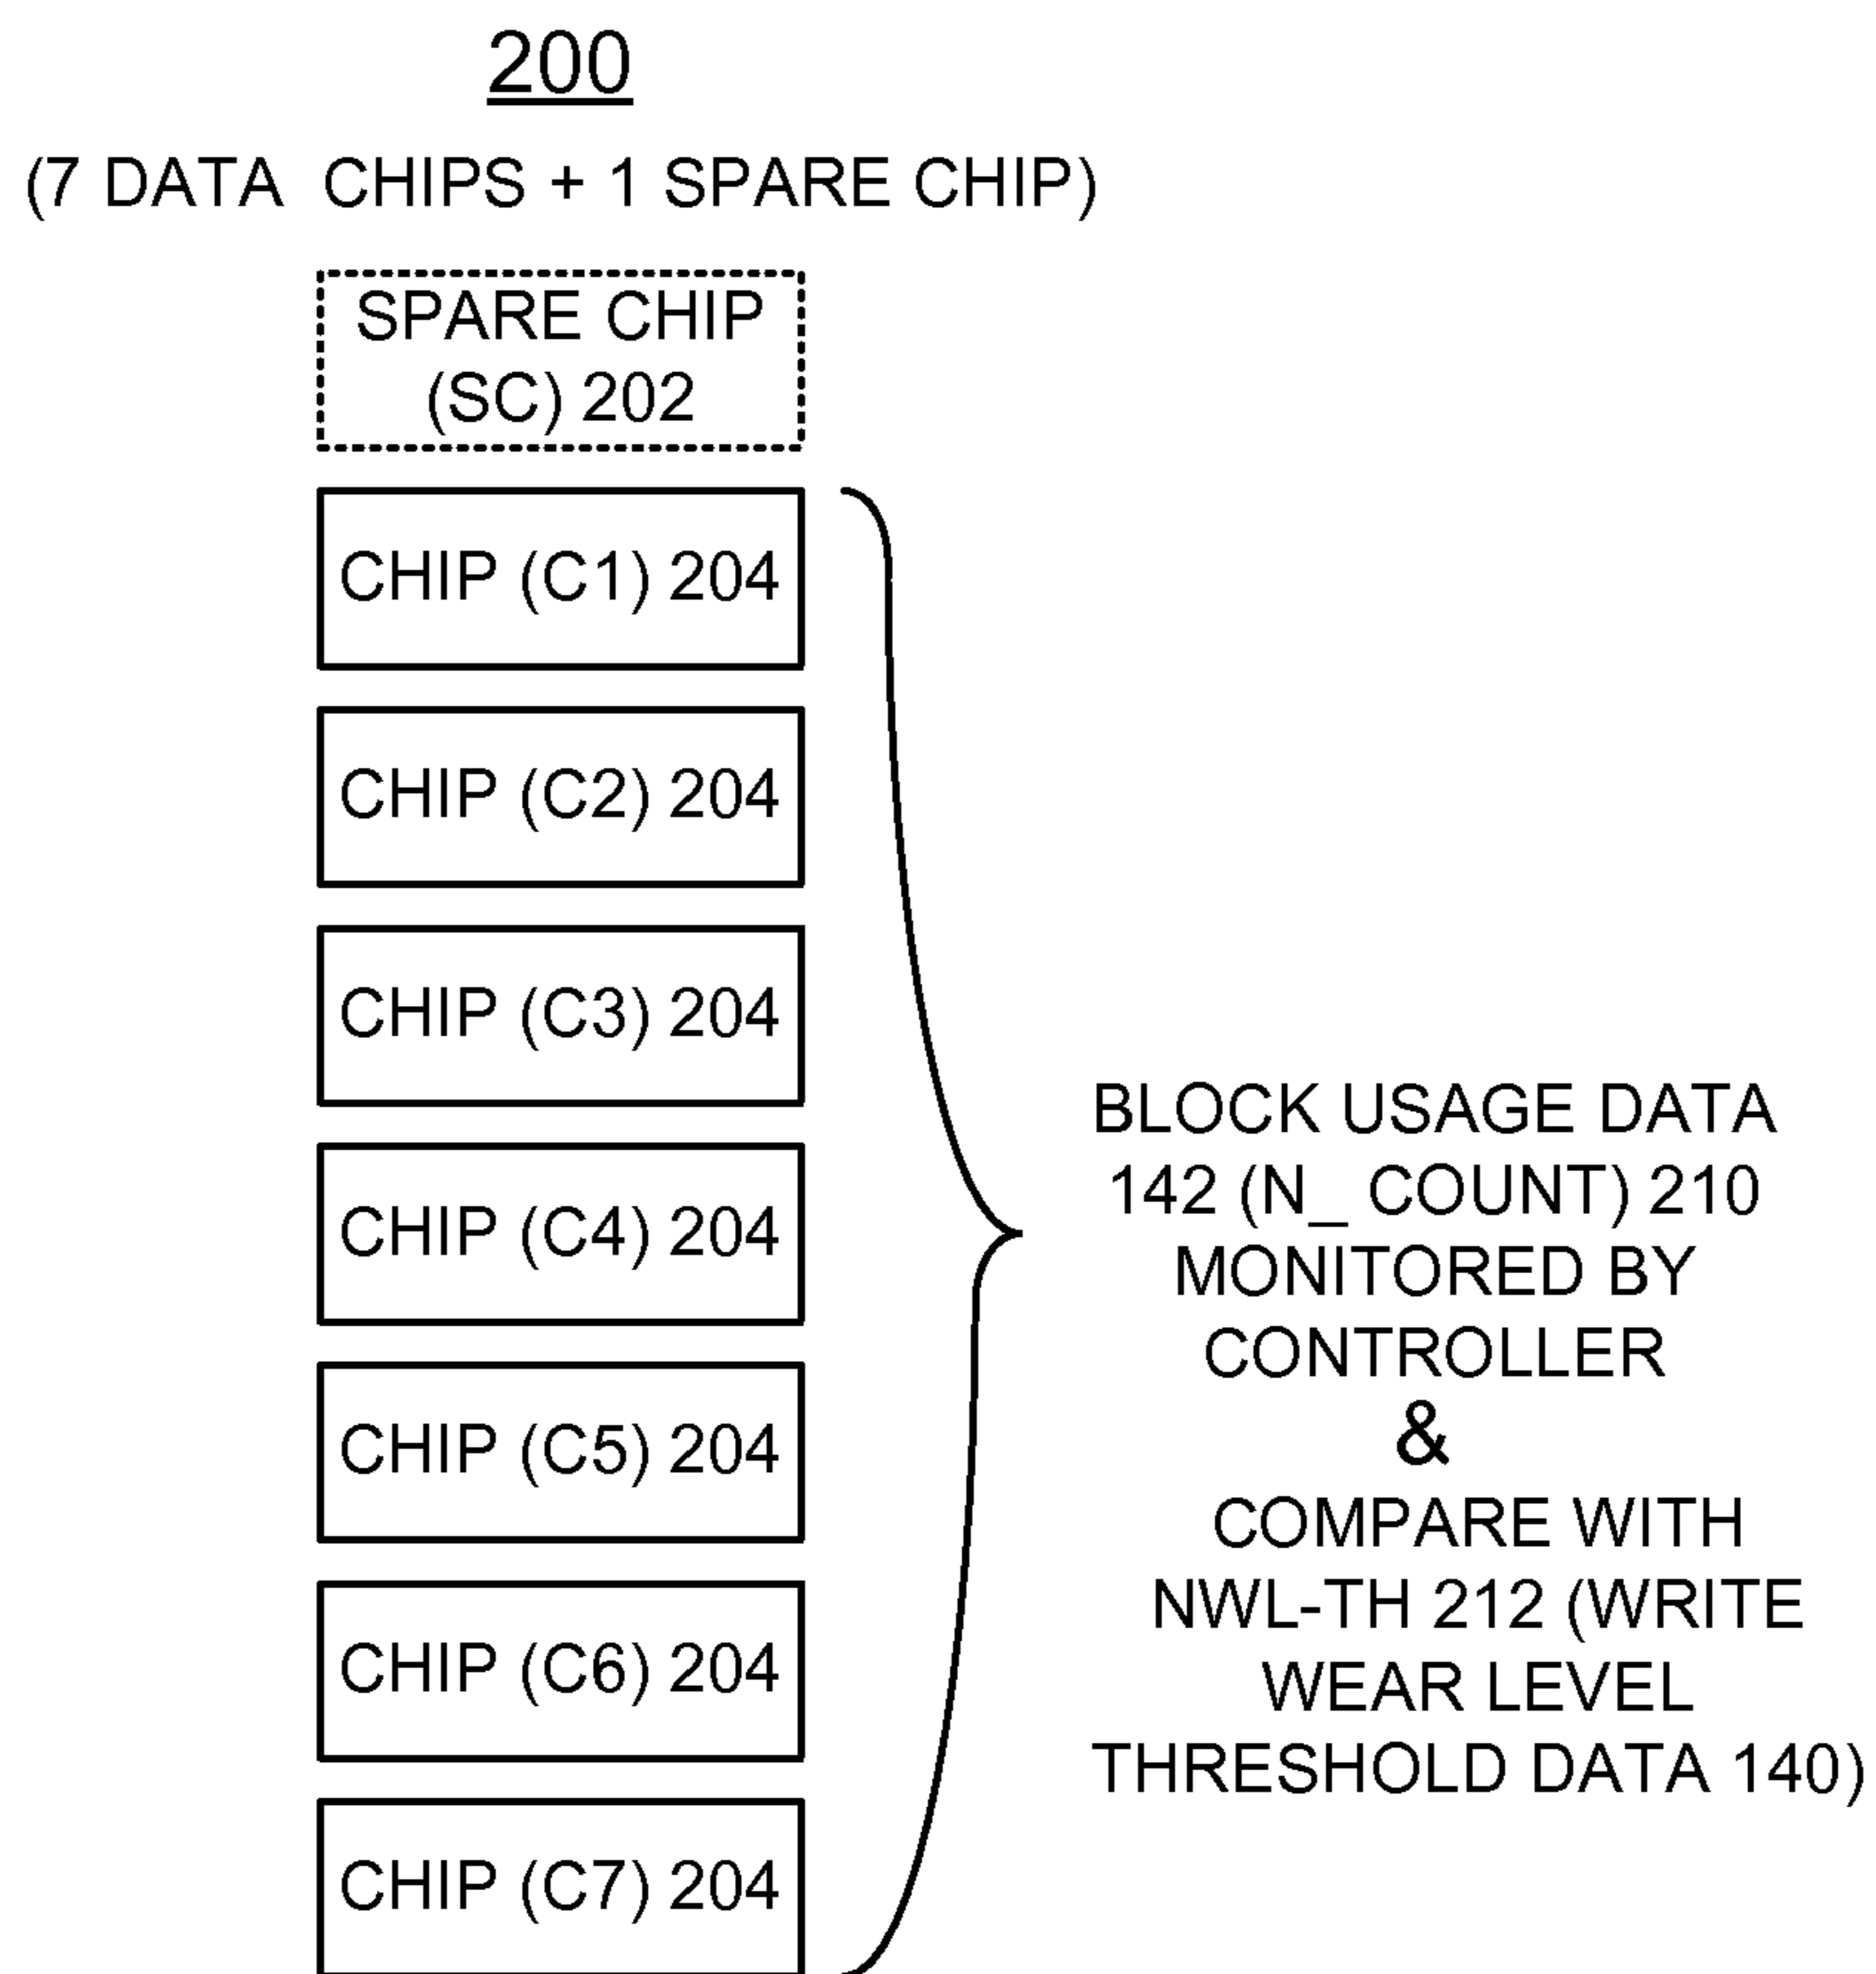 200
(7 DATA CHIPS + 1 SPARE CHIP)
SPARE CHIP
(SC) 202
CHIP (C1) 204
CHIP (C2) 204
CHIP (C3) 204
CHIP (C4) 204
CHIP (C5) 204
CHIP (C6) 204
CHIP (C7) 204
BLOCK USAGE DATA
142 (N_ COUNT) 210
MONITORED BY
CONTROLLER
&
COMPARE WITH
NWL-TH 212 (WRITE
WEAR LEVEL
THRESHOLD DATA 140)